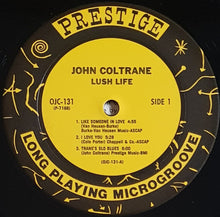 PRESTIGE
JOHN COLTRANE
LUSH LIFE
OJC-131
(P-7188)
SIDE 1
1. LIKE SOMEONE IN LOVE 4:55
(Van Heusen-Burke)
Burke-Van Heusen Music-ASCAP
2. I LOVE YOU 5:28
(Cole Porter) Chappell & Co.-ASCAP
3. TRANE'S SLO BLUES 6:00
(John Coltrane) Prestige Music-BMI
(OJC-131-A)
LONG PLAYING MICROGROOVE